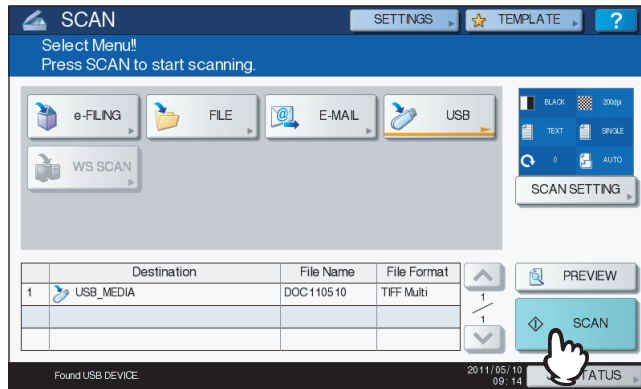 SCAN
SETTINGS
TEMPLATE
?
Select Menu!!
Press SCAN to start scanning.
e-FILING
FILE
E-MAIL
USB
WS SCAN
BLACK
200dpi
TEXT
SINGLE
0
AUTO
SCAN SETTING
Destination File Name File Format
1 USB_MEDIA DOC110510 TIFF Multi
1
1
PREVIEW
SCAN
Found USB DEVICE.
2011/05/10
09:14
TATUS